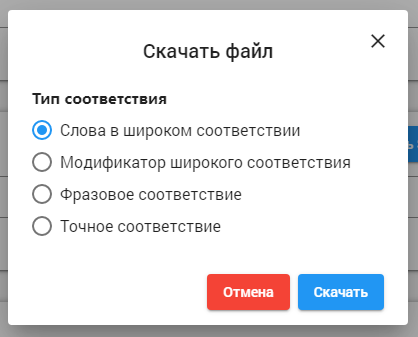 Скачать файл
Тип соответствия
Слова в широком соответствии
Модификатор широкого соответствия
Фразовое соответствие
Точное соответствие
Отмена
Скачать